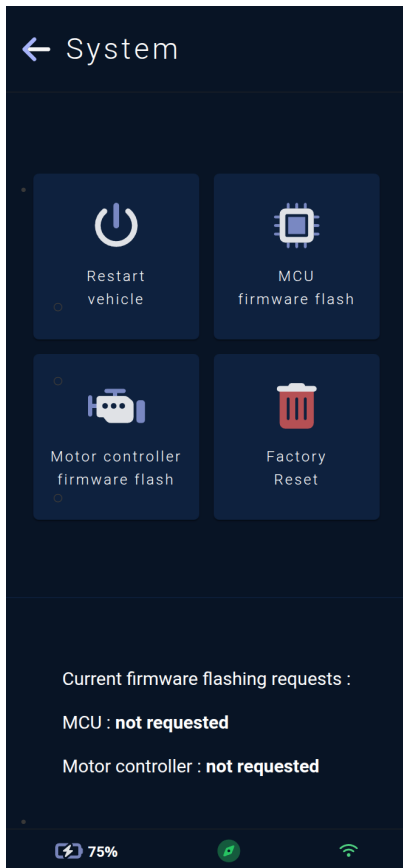 System
Restart
vehicle
MCU
firmware flash
Motor controller
firmware flash
Factory
Reset
Current firmware flashing requests :
MCU : not requested
Motor controller : not requested
75%